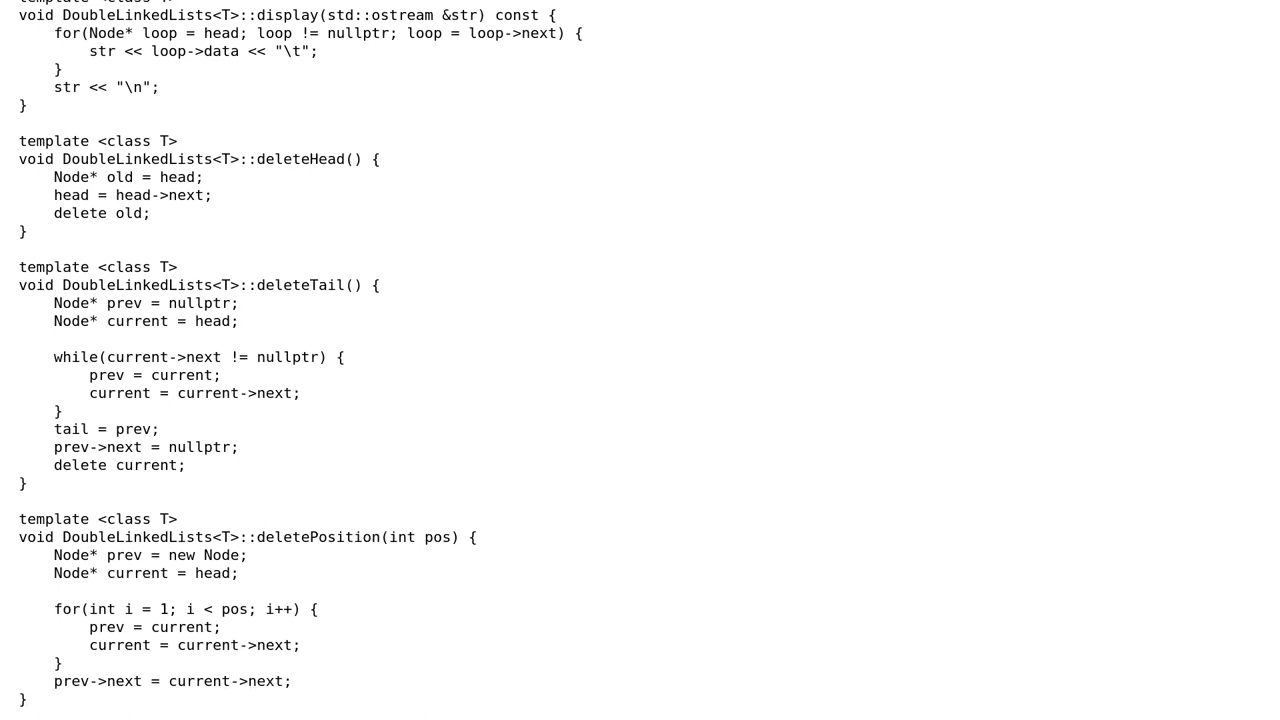 template <class T>
void DoubleLinkedLists<T>::display(std::ostream &str) const {
    for(Node* loop = head; loop != nullptr; loop = loop->next) {
        str << loop->data << "\t";
    }
    str << "\n";
}

template <class T>
void DoubleLinkedLists<T>::deleteHead() {
    Node* old = head;
    head = head->next;
    delete old;
}

template <class T>
void DoubleLinkedLists<T>::deleteTail() {
    Node* prev = nullptr;
    Node* current = head;

    while(current->next != nullptr) {
        prev = current;
        current = current->next;
    }
    tail = prev;
    prev->next = nullptr;
    delete current;
}

template <class T>
void DoubleLinkedLists<T>::deletePosition(int pos) {
    Node* prev = new Node;
    Node* current = head;

    for(int i = 1; i < pos; i++) {
        prev = current;
        current = current->next;
    }
    prev->next = current->next;
}